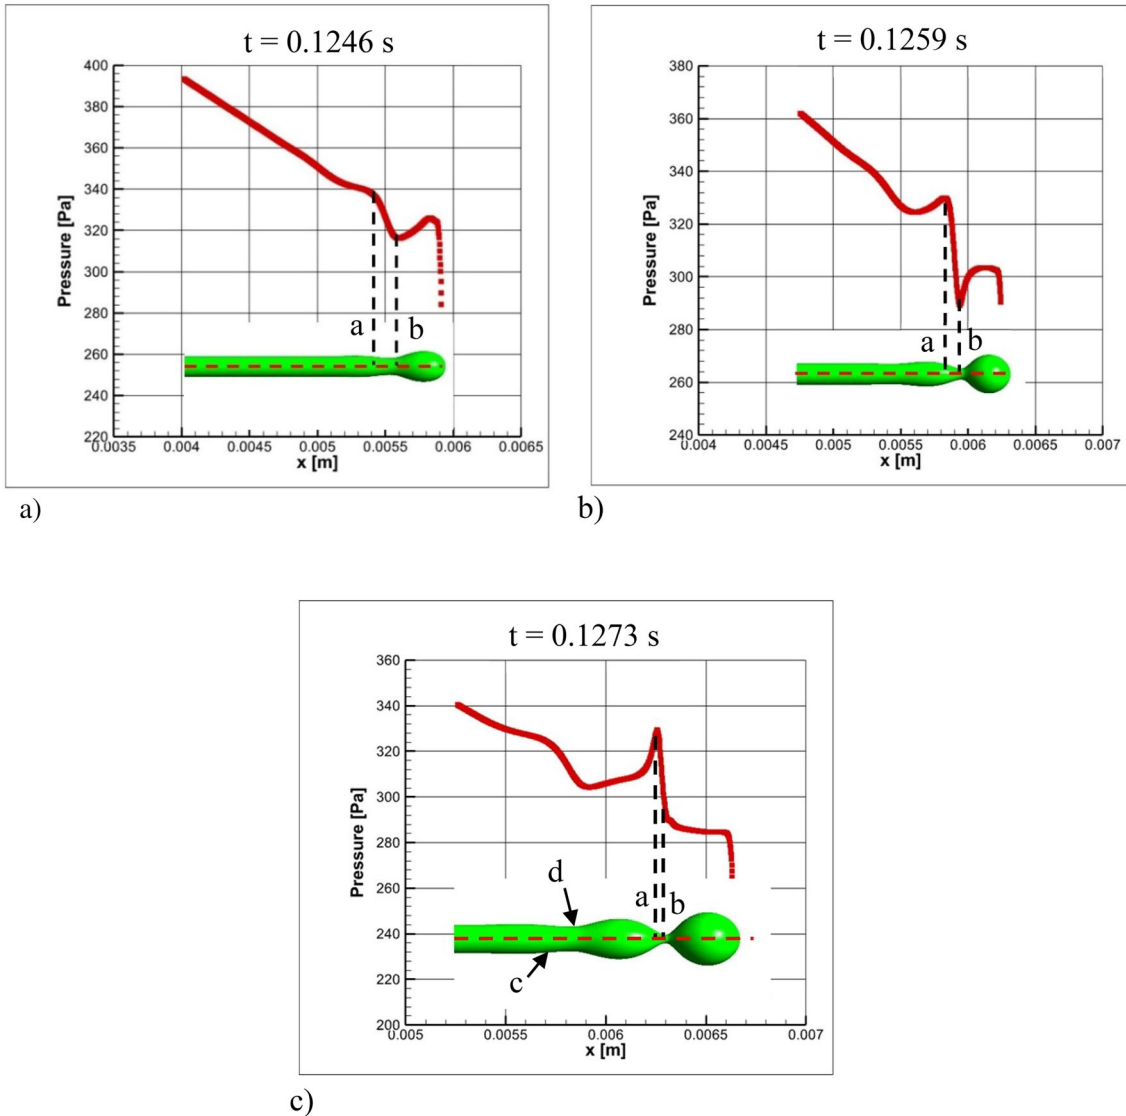 t = 0.1246 s
400
380
360
340
320
300
280
260
240
220
Pressure [Pa]
a
b
0.0035
0.004
0.0045
0.005
0.0055
0.006
0.0065
x [m]
a)
t = 0.1259 s
380
360
340
320
300
280
260
240
Pressure [Pa]
a
b
0.004
0.0045
0.005
0.0055
0.006
0.0065
0.007
x [m]
b)
t = 0.1273 s
360
340
320
300
280
260
240
220
200
Pressure [Pa]
d
a
b
c
0.005
0.0055
0.006
0.0065
0.007
x [m]
c)